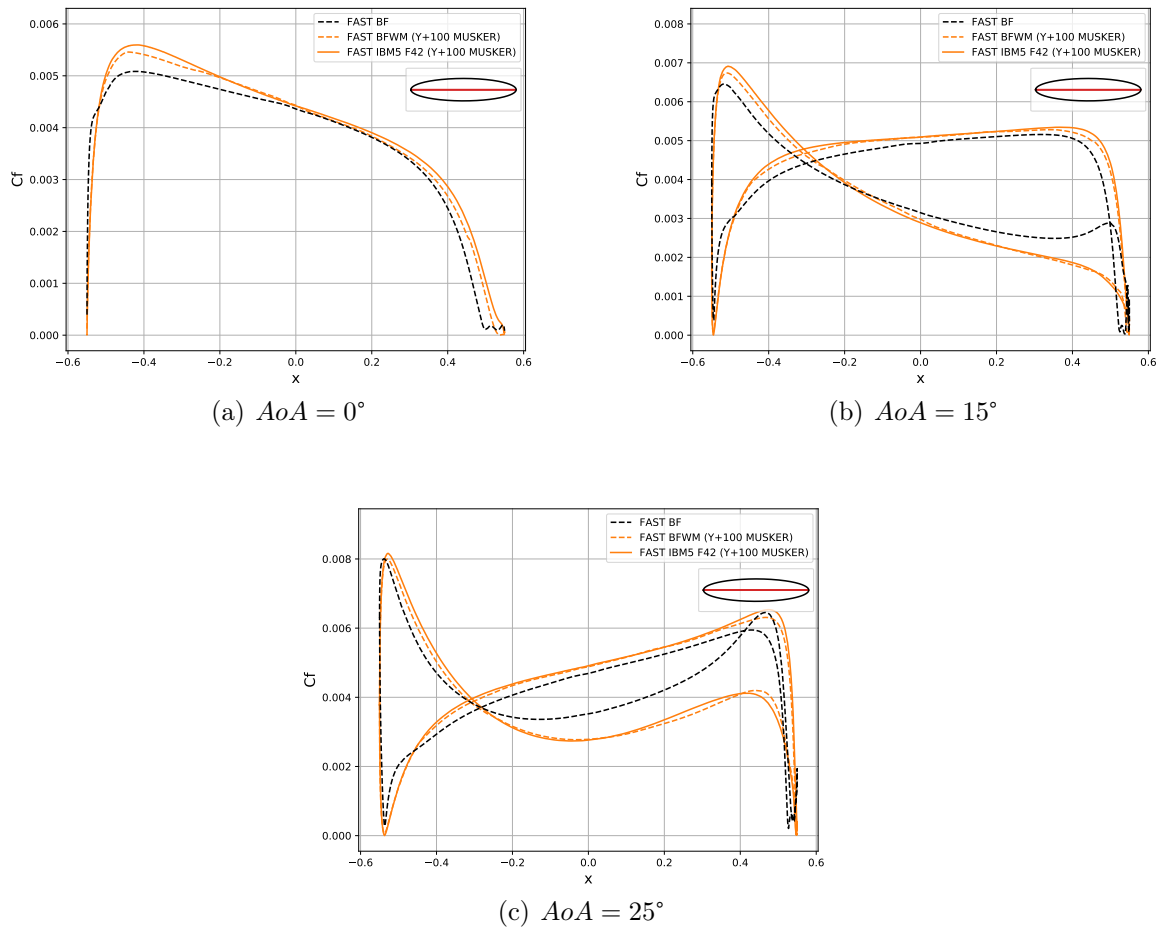 0.006
0.005
0.004
0.003
0.002
0.001
0.000
Cf
−0.6 −0.4 −0.2 0.0 0.2 0.4 0.6
x
FAST BF
FAST BFWM (Y+100 MUSKER)
FAST IBM5 F42 (Y+100 MUSKER)
(a) AoA = 0°
0.008
0.007
0.006
0.005
0.004
0.003
0.002
0.001
0.000
Cf
−0.6 −0.4 −0.2 0.0 0.2 0.4 0.6
x
FAST BF
FAST BFWM (Y+100 MUSKER)
FAST IBM5 F42 (Y+100 MUSKER)
(b) AoA = 15°
0.008
0.006
0.004
0.002
0.000
Cf
−0.6 −0.4 −0.2 0.0 0.2 0.4 0.6
x
FAST BF
FAST BFWM (Y+100 MUSKER)
FAST IBM5 F42 (Y+100 MUSKER)
(c) AoA = 25°